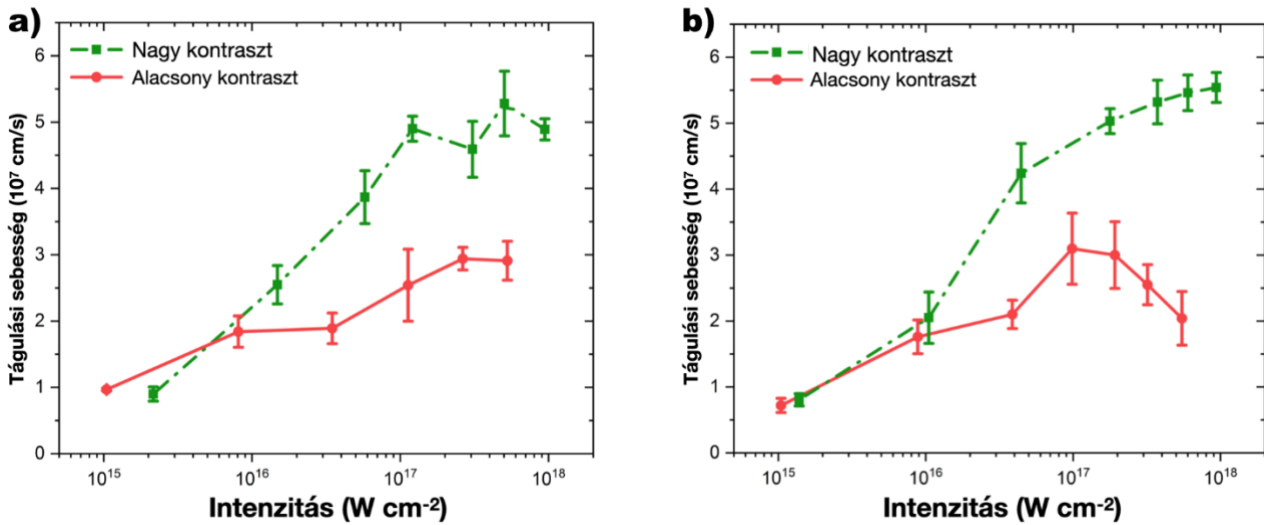 a)
Nagy kontraszt
Alacsony kontraszt
Tágulási sebesség (10⁷ cm/s)
6
5
4
3
2
1
0
10¹⁵ 10¹⁶ 10¹⁷ 10¹⁸
Intenzitás (W cm⁻²)
b)
Nagy kontraszt
Alacsony kontraszt
Tágulási sebesség (10⁷ cm/s)
6
5
4
3
2
1
0
10¹⁵ 10¹⁶ 10¹⁷ 10¹⁸
Intenzitás (W cm⁻²)